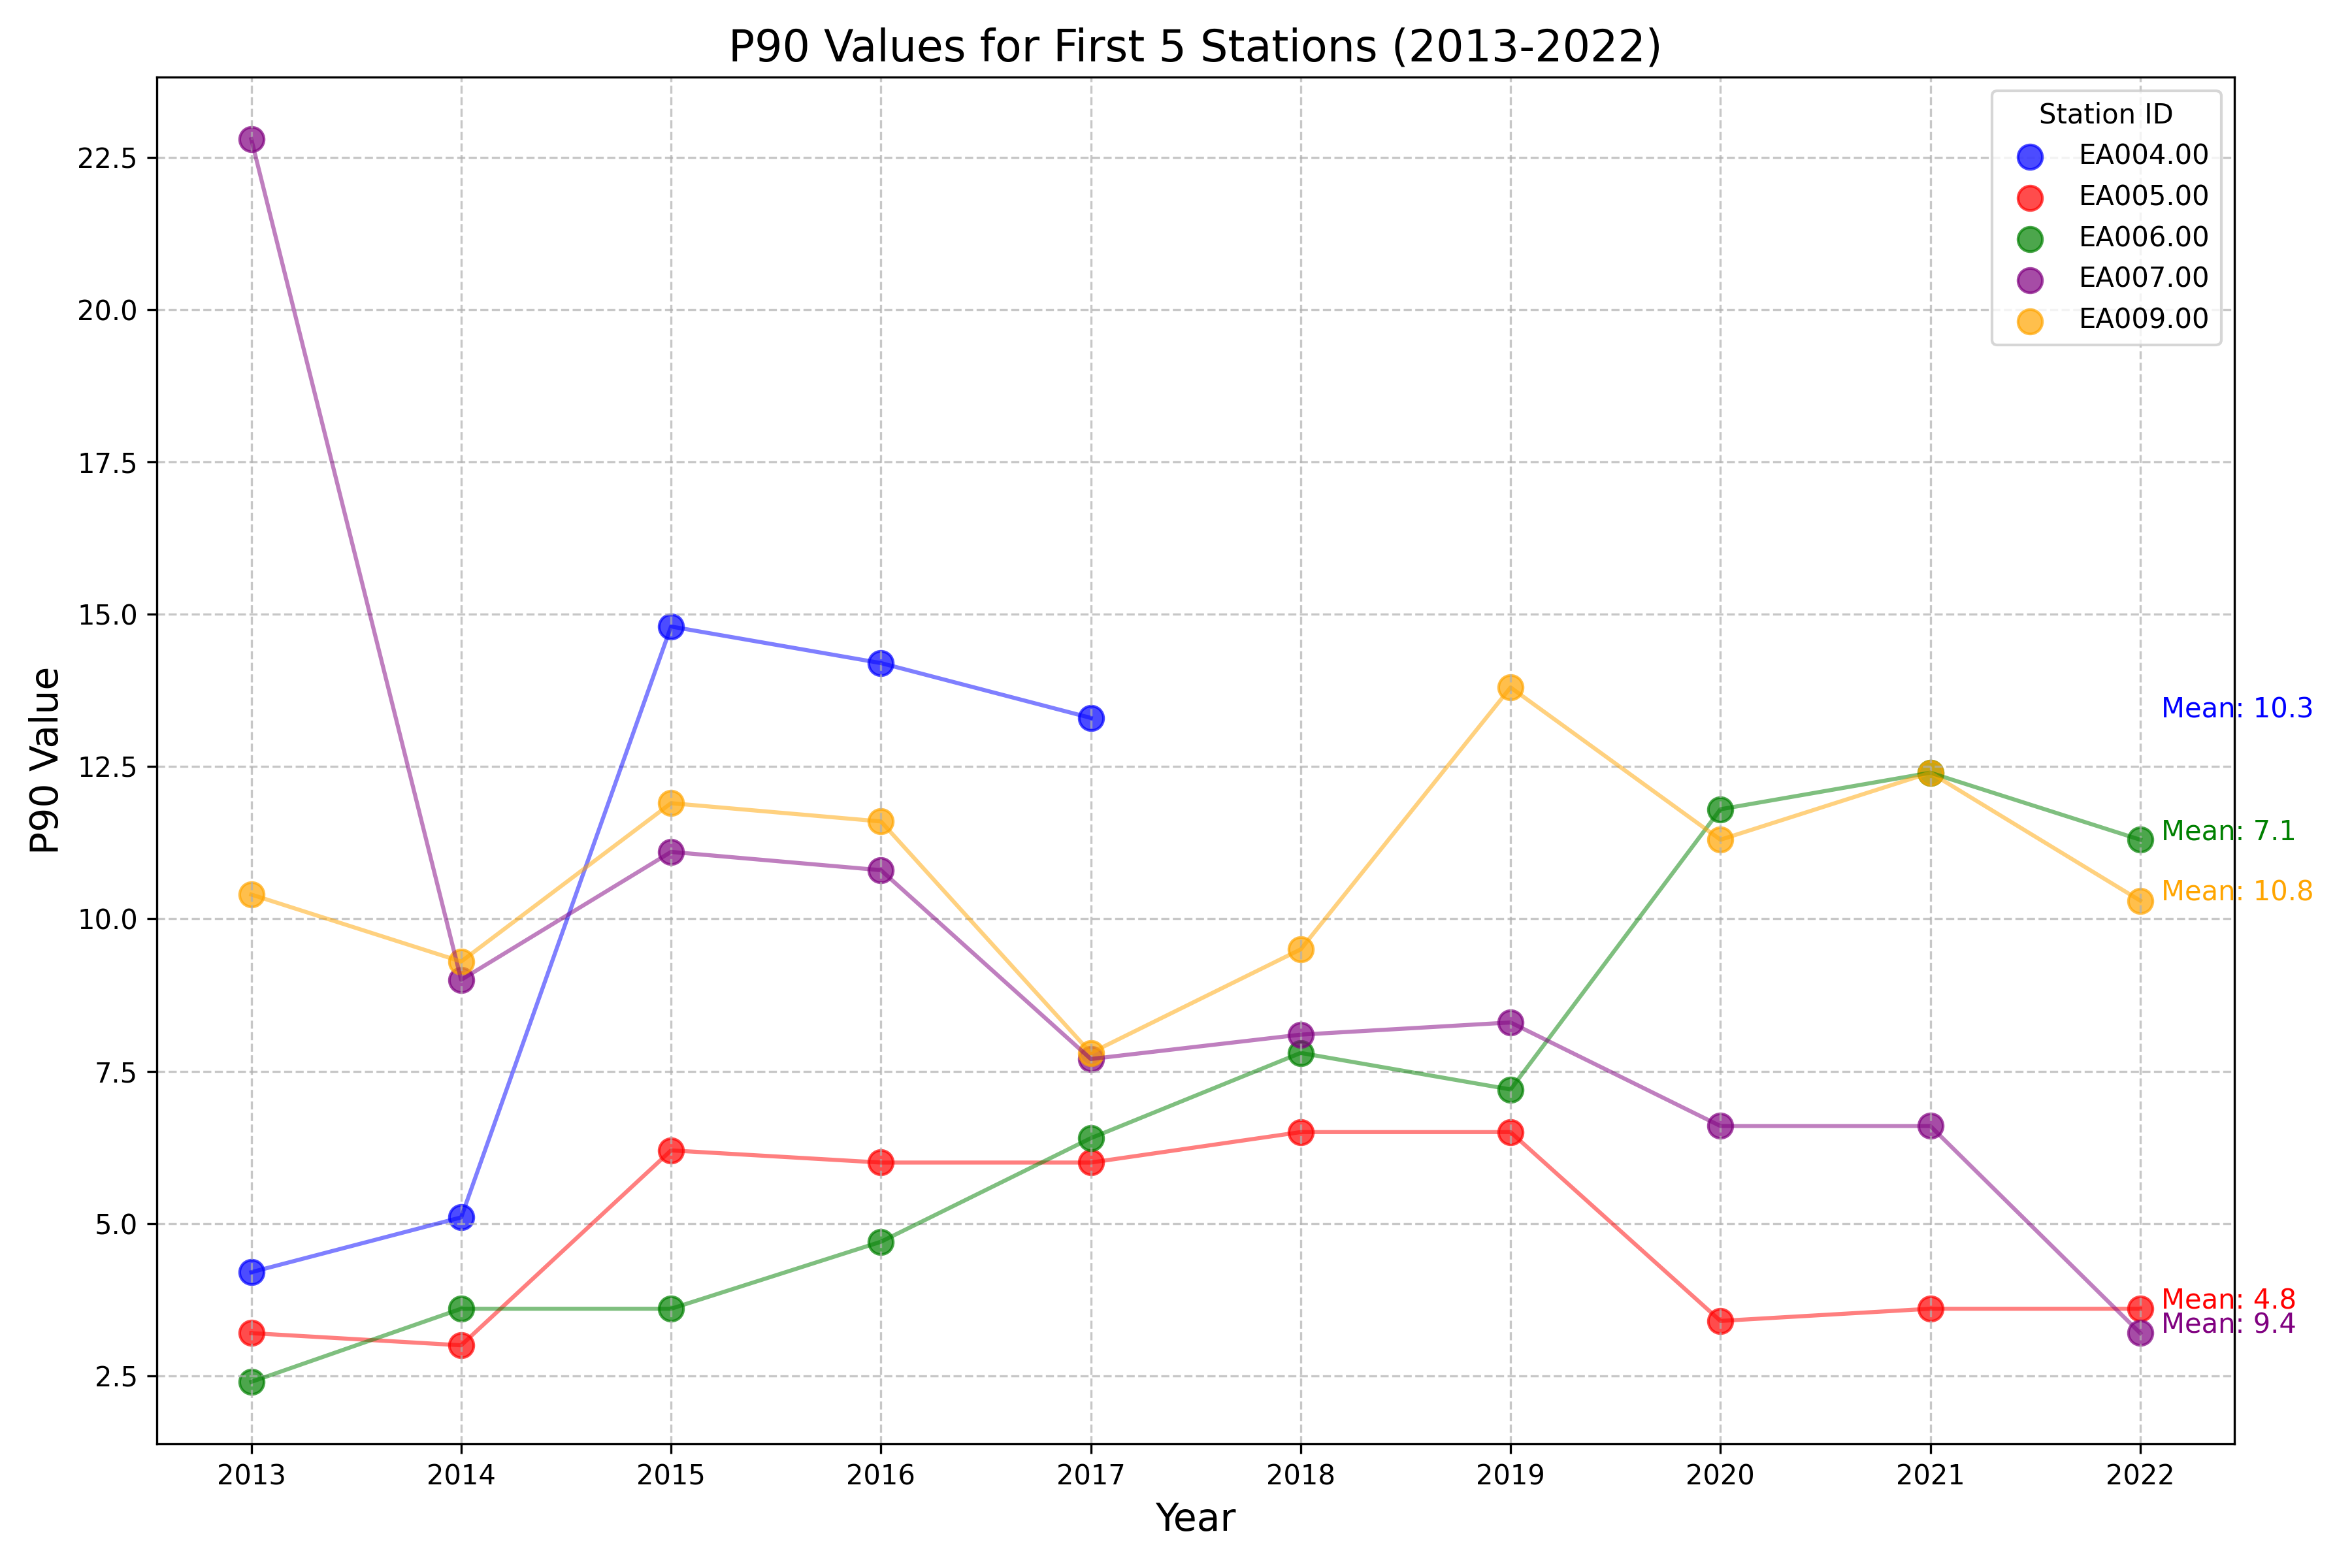 P90 Values for First 5 Stations (2013-2022)
Station ID
EA004.00
EA005.00
EA006.00
EA007.00
EA009.00
22.5
20.0
17.5
15.0
12.5
10.0
7.5
5.0
2.5
P90 Value
Mean: 10.3
Mean: 7.1
Mean: 10.8
Mean: 4.8
Mean: 9.4
2013 2014 2015 2016 2017 2018 2019 2020 2021 2022
Year